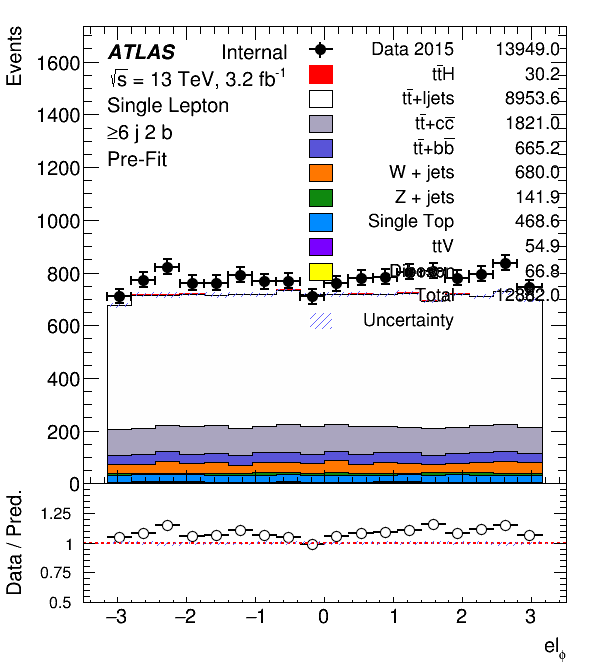 Events
1600
1400
1200
1000
800
600
400
200
0
ATLAS Internal
√s = 13 TeV, 3.2 fb⁻¹
Single Lepton
≥6 j 2 b
Pre-Fit
Data 2015 13949.0
tt̄H 30.2
tt̄+ljets 8953.6
tt̄+cc̄ 1821.0
tt̄+bb̄ 665.2
W + jets 680.0
Z + jets 141.9
Single Top 468.6
ttV 54.9
Diboson 66.8
Total 12882.0
Uncertainty
Data / Pred.
1.25
1
0.75
0.5
−3 −2 −1 0 1 2 3
el_ϕ